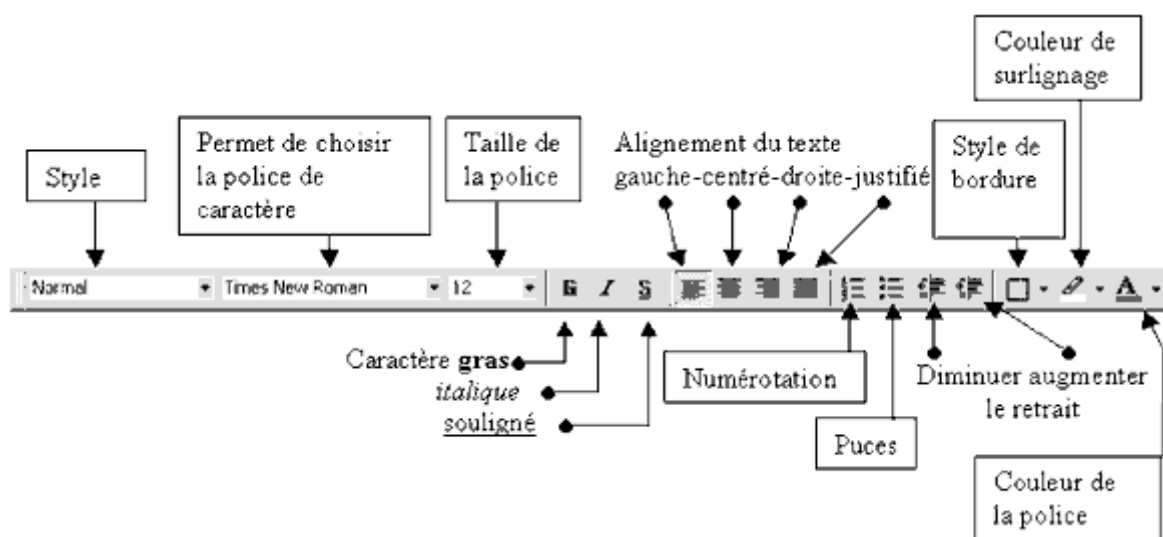 Couleur de
surlignage
Style
Permet de choisir
la police de
caractère
Taille de
la police
Alignement du texte
gauche-centré-droite-justifié
Style de
bordure
Normal
Times New Roman
12
G I S
A
Caractère gras
italique
souligné
Numérotation
Puces
Diminuer augmenter
le retrait
Couleur de
la police